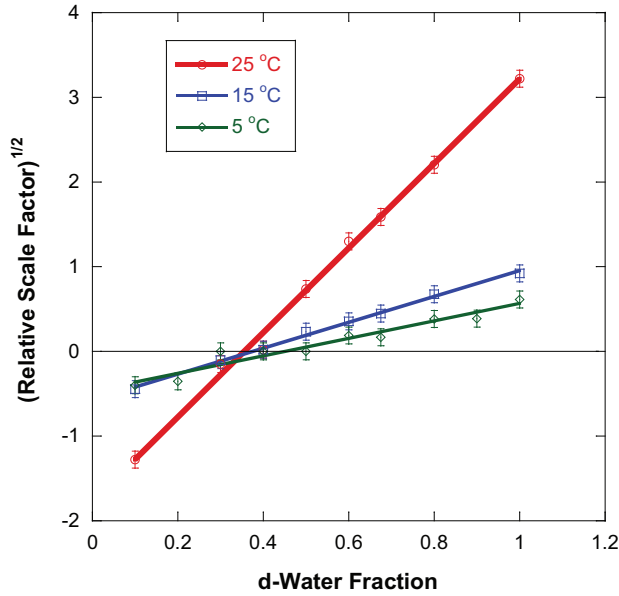 4
3
2
1
0
-1
-2
(Relative Scale Factor)^1/2
25 °C
15 °C
5 °C
0 0.2 0.4 0.6 0.8 1 1.2
d-Water Fraction